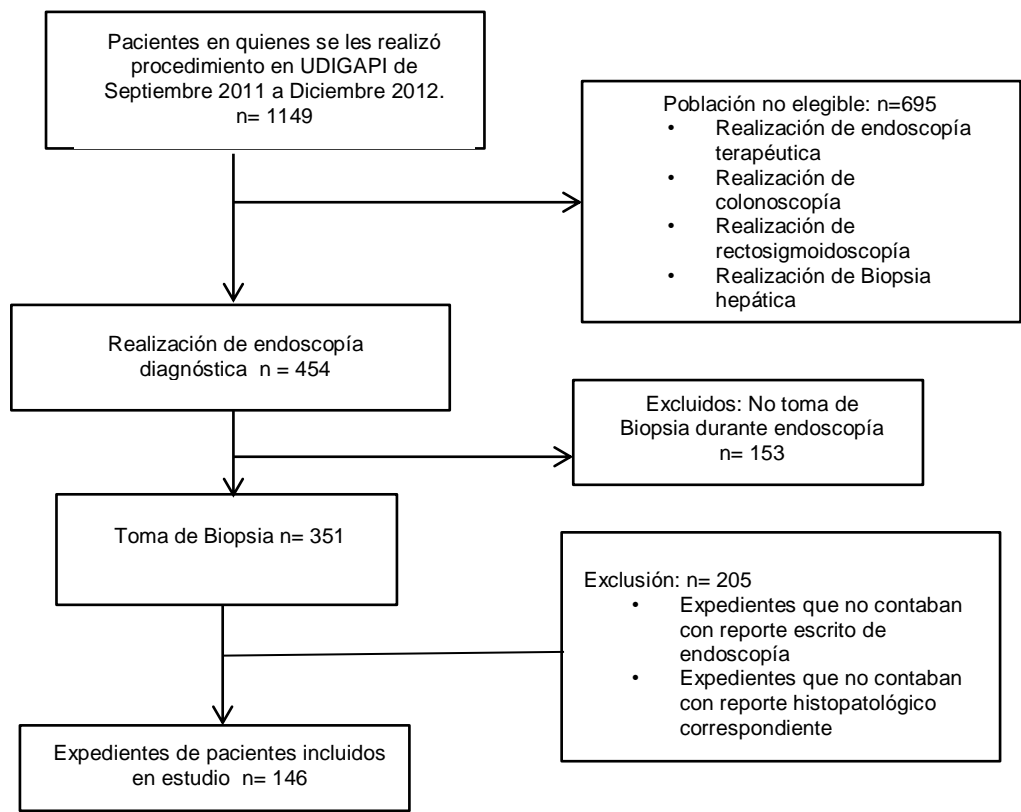 Pacientes en quienes se les realizó
procedimiento en UDIGAPI de
Septiembre 2011 a Diciembre 2012.
n= 1149
Población no elegible: n=695
• Realización de endoscopía
terapéutica
• Realización de
colonoscopía
• Realización de
rectosigmoidoscopía
• Realización de Biopsia
hepática
Realización de endoscopía
diagnóstica n = 454
Excluidos: No toma de
Biopsia durante endoscopía
n= 153
Toma de Biopsia n= 351
Exclusión: n= 205
• Expedientes que no contaban
con reporte escrito de
endoscopía
• Expedientes que no contaban
con reporte histopatológico
correspondiente
Expedientes de pacientes incluidos
en estudio n= 146